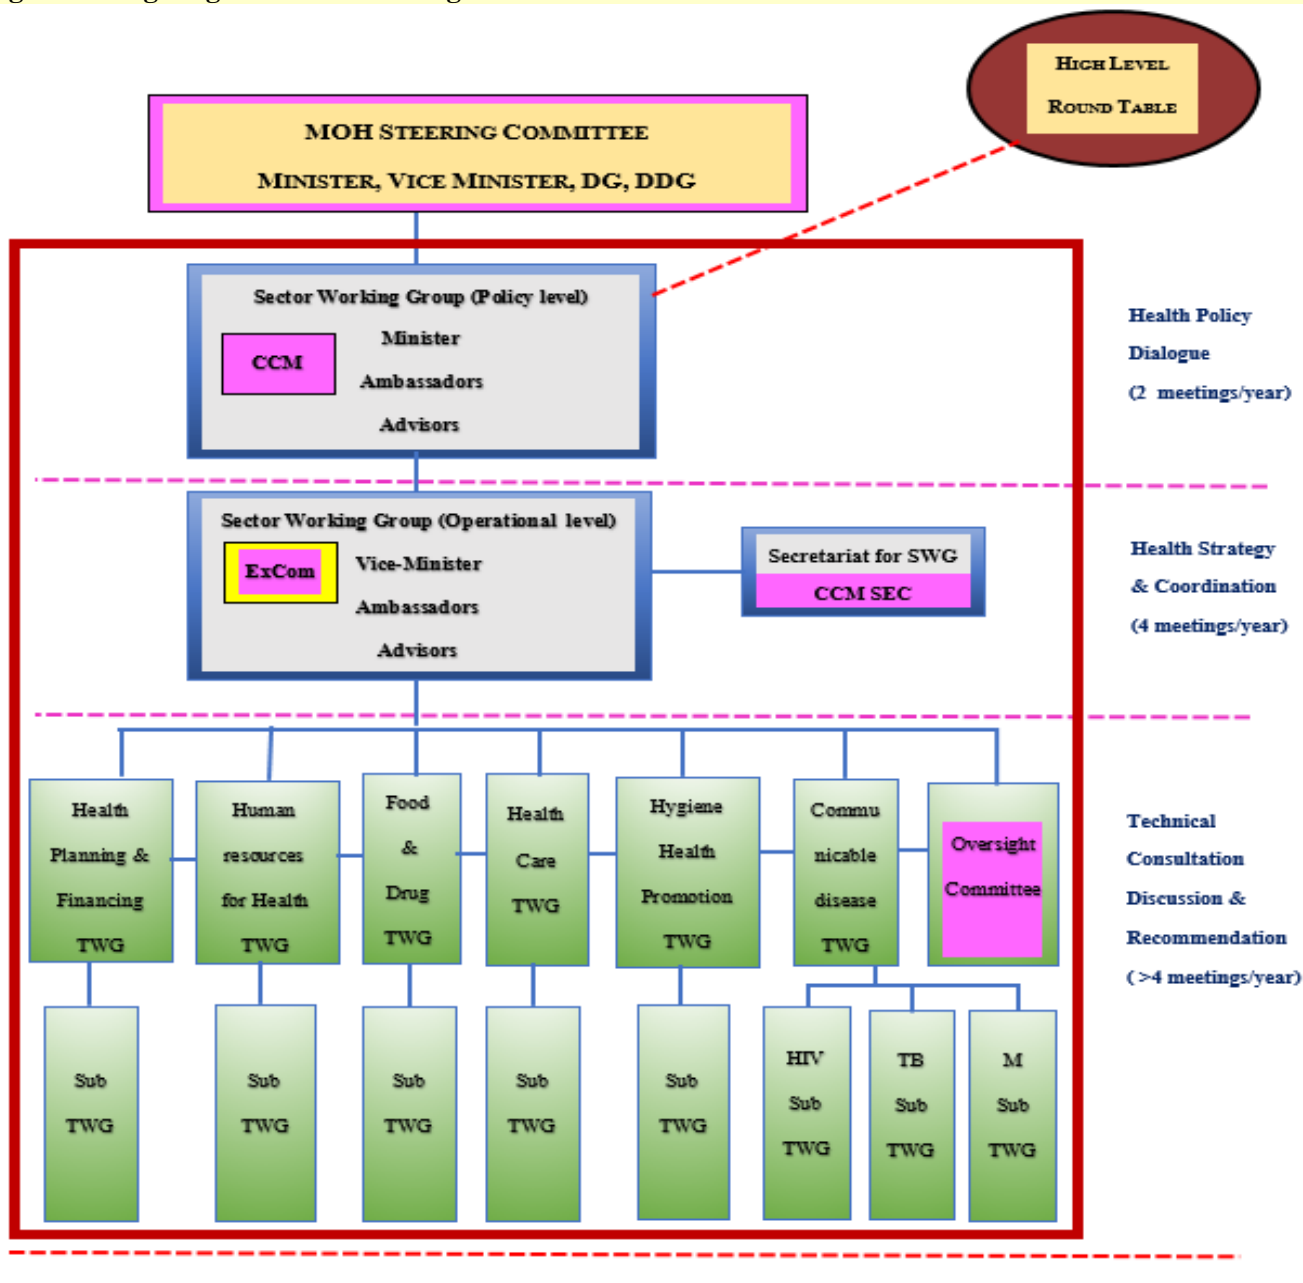 HIGH LEVEL
ROUND TABLE
MOH STEERING COMMITTEE
MINISTER, VICE MINISTER, DG, DDG
Sector Working Group (Policy level)
CCM
Minister
Ambassadors
Advisors
Health Policy
Dialogue
(2 meetings/year)
Sector Working Group (Operational level)
ExCom
Vice-Minister
Ambassadors
Advisors
Secretariat for SWG
CCM SEC
Health Strategy
& Coordination
(4 meetings/year)
Health
Planning &
Financing
TWG
Human
resources
for Health
TWG
Food
&
Drug
TWG
Health
Care
TWG
Hygiene
Health
Promotion
TWG
Commu
nicable
disease
TWG
Oversight
Committee
Technical
Consultation
Discussion &
Recommendation
( >4 meetings/year)
Sub
TWG
Sub
TWG
Sub
TWG
Sub
TWG
Sub
TWG
HIV
Sub
TWG
TB
Sub
TWG
M
Sub
TWG